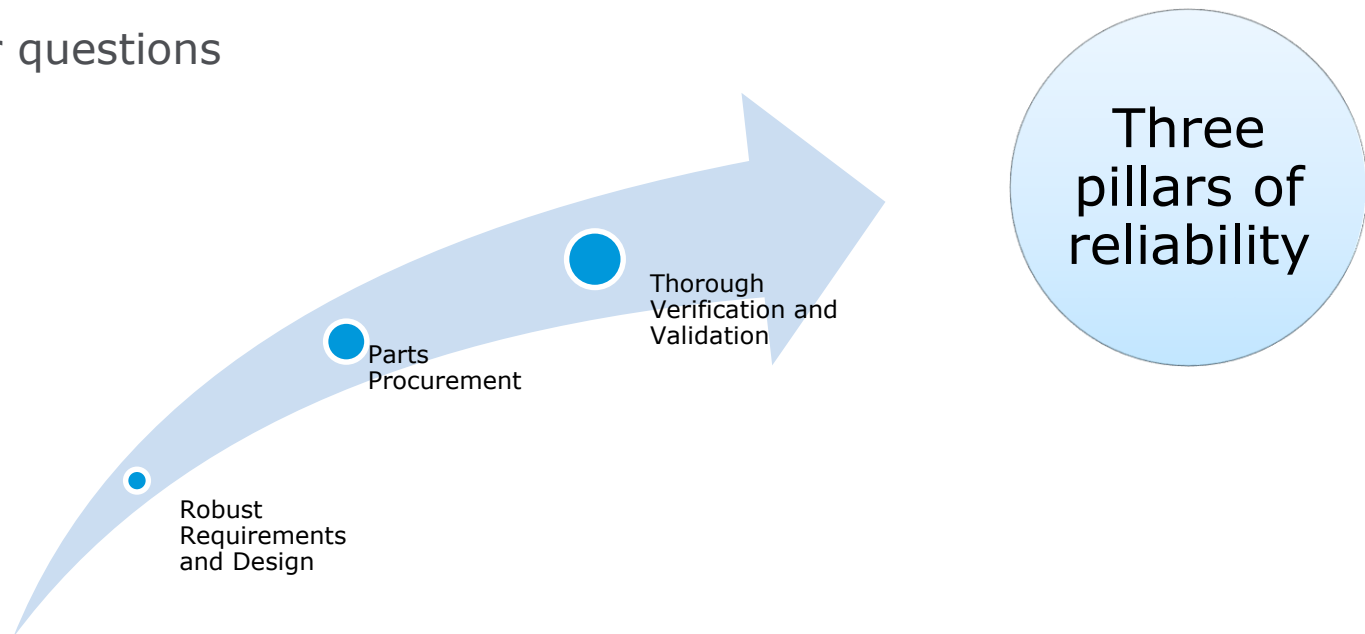 r questions
Three
pillars of
reliability
Thorough
Verification and
Validation
Parts
Procurement
Robust
Requirements
and Design